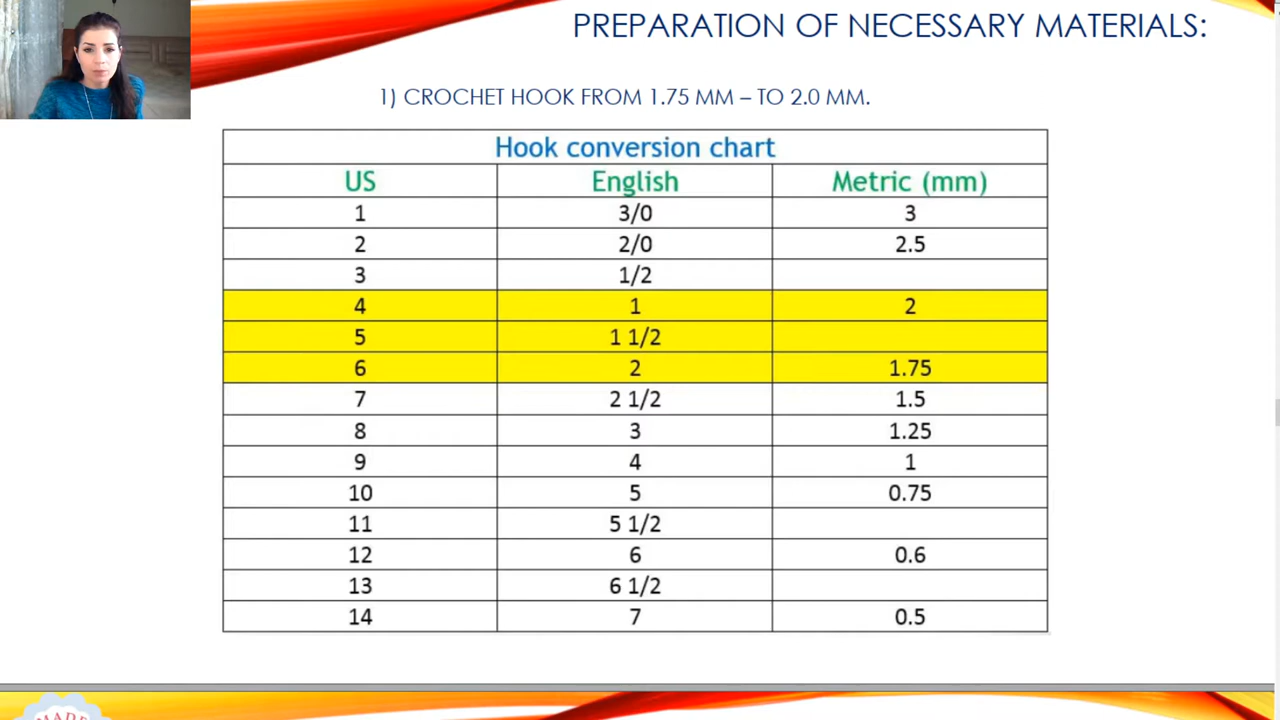 PREPARATION OF NECESSARY MATERIALS:
1) CROCHET HOOK FROM 1.75 MM – TO 2.0 MM.
Hook conversion chart
US English Metric (mm)
1 3/0 3
2 2/0 2.5
3 1/2
4 1 2
5 1 1/2
6 2 1.75
7 2 1/2 1.5
8 3 1.25
9 4 1
10 5 0.75
11 5 1/2
12 6 0.6
13 6 1/2
14 7 0.5
MADE